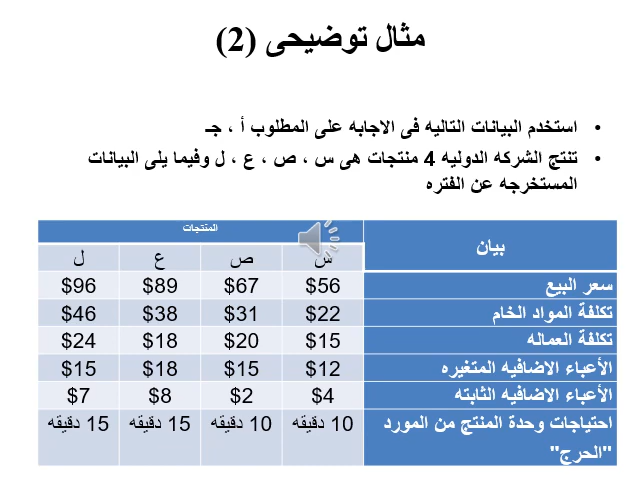 مثال توضيحى (2)
• استخدم البيانات التاليه فى الاجابه على المطلوب أ ، جـ
• تنتج الشركه الدوليه 4 منتجات هى س ، ص ، ع ، ل وفيما يلى البيانات
المستخرجه عن الفتره
بيان المنتجات
س ص ع ل
سعر البيع $56 $67 $89 $96
تكلفة المواد الخام $22 $31 $38 $46
تكلفة العماله $15 $20 $18 $24
الأعباء الاضافيه المتغيره $12 $15 $18 $15
الأعباء الاضافيه الثابته $4 $2 $8 $7
احتياجات وحدة المنتج من المورد 10 دقيقه 10 دقيقه 15 دقيقه 15 دقيقه
"الحرج"